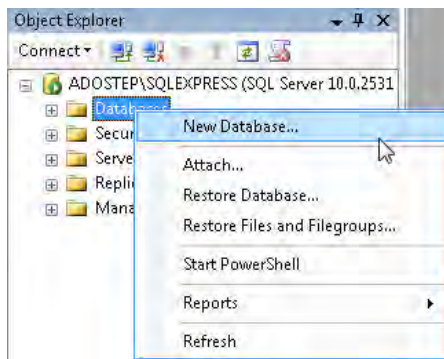 Object Explorer
Connect
ADOSTEP\SQLEXPRESS (SQL Server 10.0.2531
Databases
New Database...
Attach...
Restore Database...
Restore Files and Filegroups...
Start PowerShell
Reports
Refresh
Secur
Serve
Replic
Mana